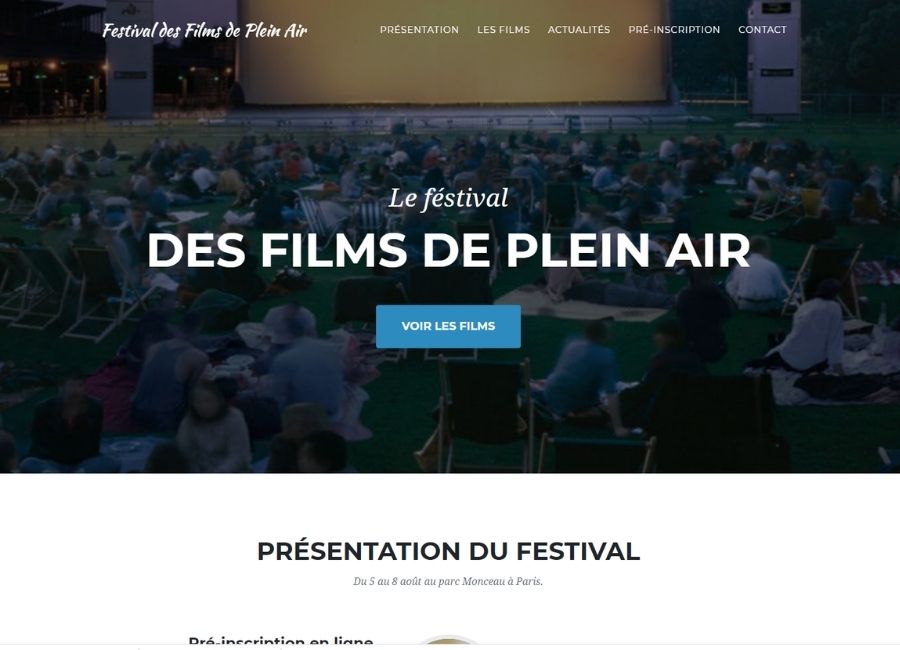 Festival des Films de Plein Air
PRÉSENTATION LES FILMS ACTUALITÉS PRÉ-INSCRIPTION CONTACT
Le féstival
DES FILMS DE PLEIN AIR
VOIR LES FILMS
PRÉSENTATION DU FESTIVAL
Du 5 au 8 août au parc Monceau à Paris.
Pré-inscription en ligne